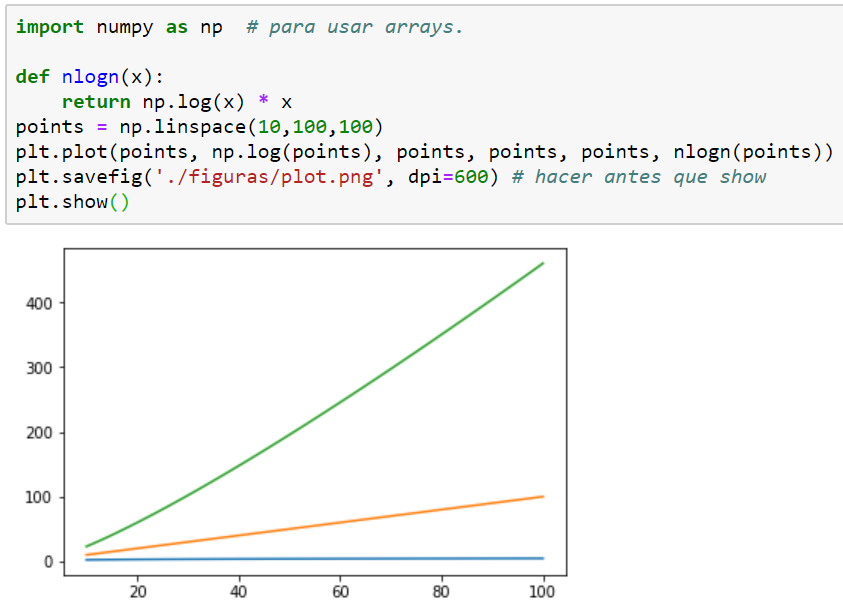 import numpy as np  # para usar arrays.

def nlogn(x):
    return np.log(x) * x
points = np.linspace(10,100,100)
plt.plot(points, np.log(points), points, points, points, nlogn(points))
plt.savefig('./figuras/plot.png', dpi=600) # hacer antes que show
plt.show()
400
300
200
100
0
20 40 60 80 100